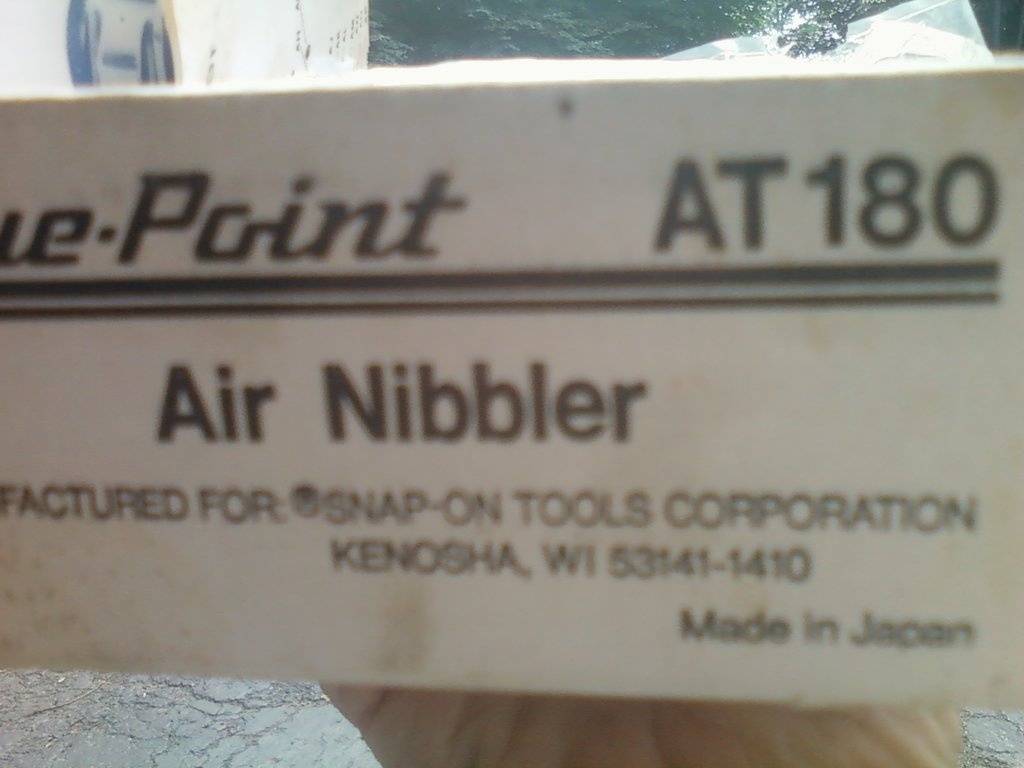 ue-Point AT180
Air Nibbler
FACTURED FOR: ®SNAP-ON TOOLS CORPORATION
KENOSHA, WI 53141-1410
Made in Japan